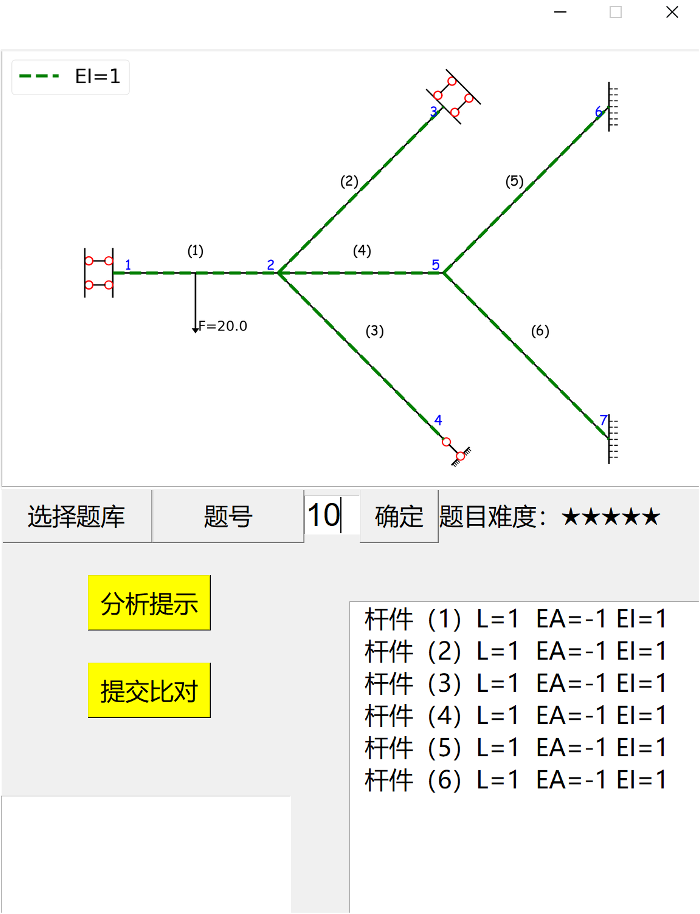 EI=1
3
6
(2)
(5)
(1)
(4)
1
2
5
F=20.0
(3)
(6)
4
7
选择题库 题号 10 确定 题目难度：★★★★★
分析提示
提交比对
杆件（1）L=1 EA=-1 EI=1
杆件（2）L=1 EA=-1 EI=1
杆件（3）L=1 EA=-1 EI=1
杆件（4）L=1 EA=-1 EI=1
杆件（5）L=1 EA=-1 EI=1
杆件（6）L=1 EA=-1 EI=1